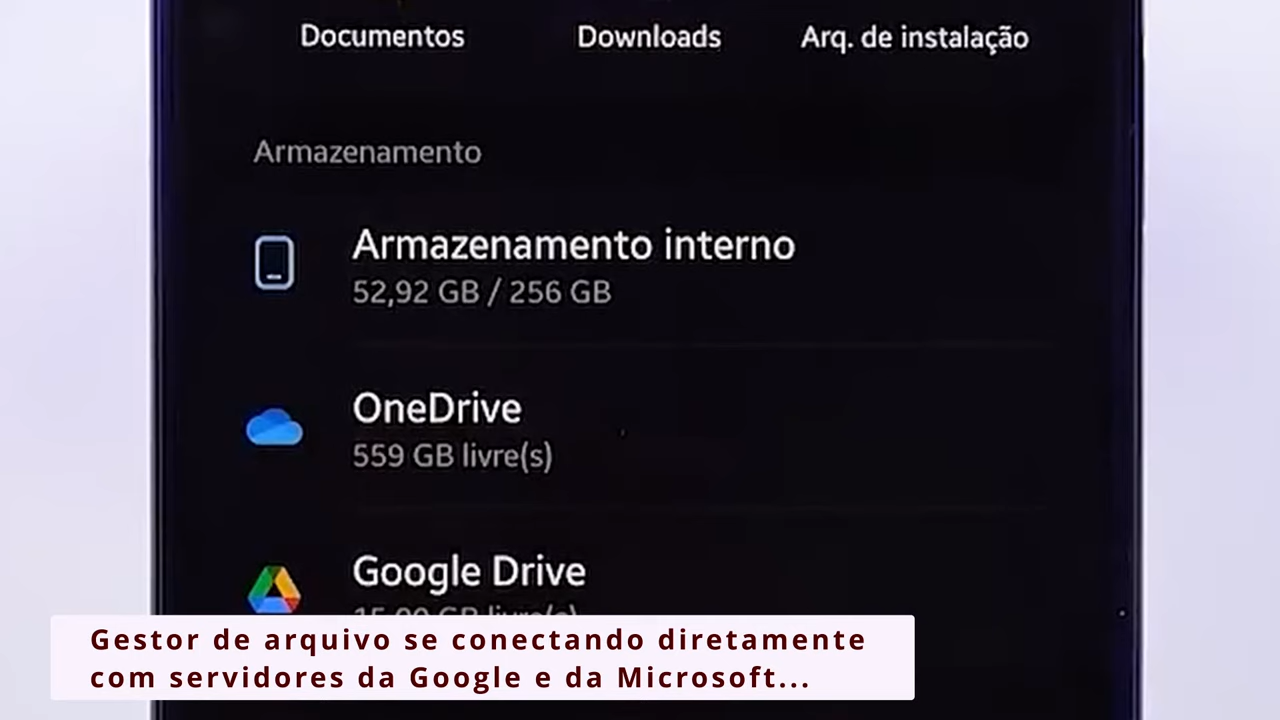 Documentos
Downloads
Arq. de instalação
Armazenamento
Armazenamento interno
52,92 GB / 256 GB
OneDrive
559 GB livre(s)
Google Drive
Gestor de arquivo se conectando diretamente
com servidores da Google e da Microsoft...